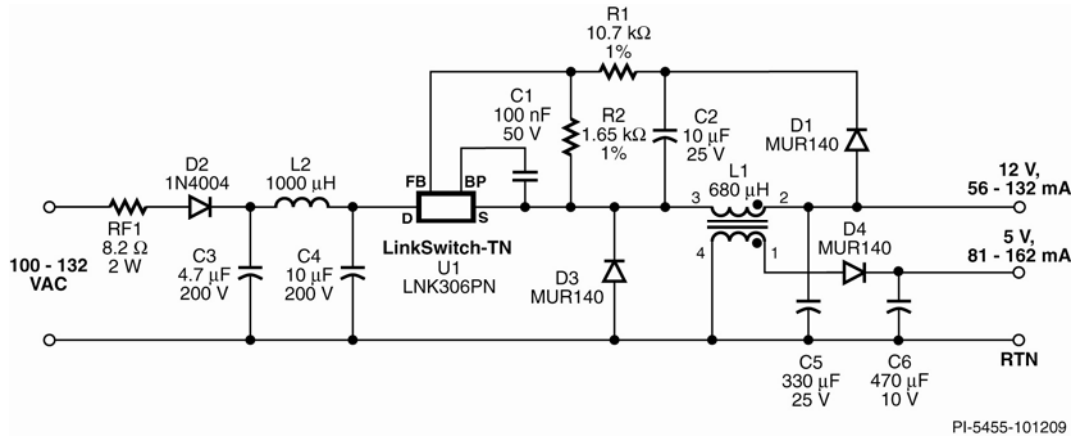 R1
10.7 kΩ
1%
C1
100 nF
50 V
R2
1.65 kΩ
1%
C2
10 μF
25 V
D1
MUR140
D2
1N4004
L2
1000 μH
FB
BP
D
S
L1
680 μH
3
2
12 V,
56 - 132 mA
RF1
8.2 Ω
2 W
LinkSwitch-TN
U1
LNK306PN
4
1
D4
MUR140
5 V,
81 - 162 mA
100 - 132
VAC
C3
4.7 μF
200 V
C4
10 μF
200 V
D3
MUR140
C5
330 μF
25 V
C6
470 μF
10 V
RTN
PI-5455-101209